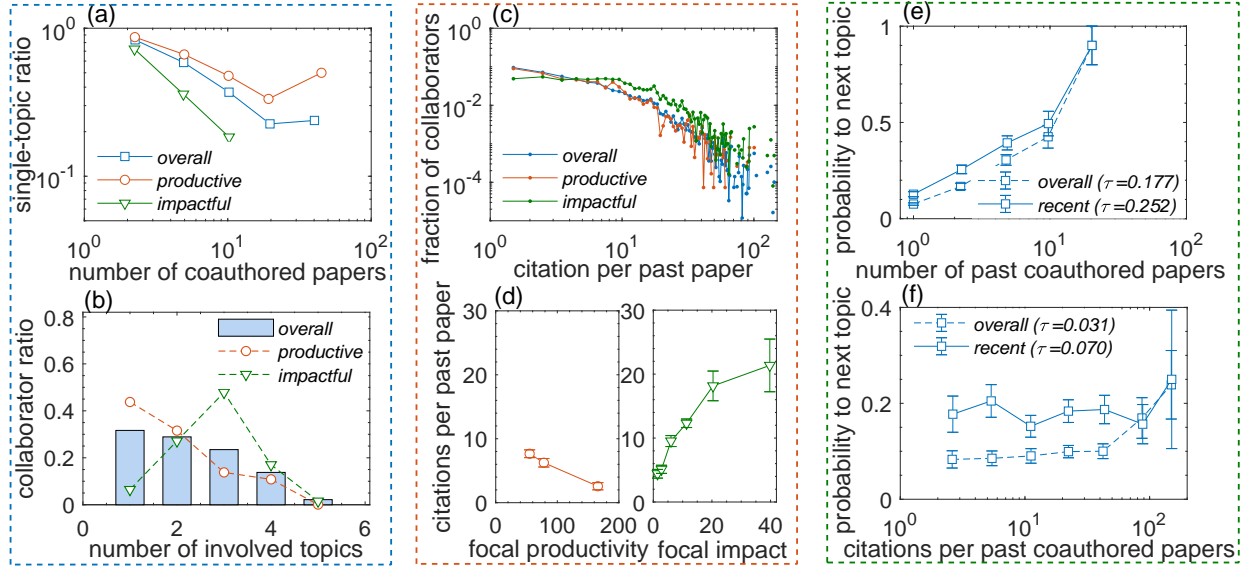 (a)
single-topic ratio
10^0
10^-1
overall
productive
impactful
10^0
10^1
10^2
number of coauthored papers
(b)
collaborator ratio
0.8
0.6
0.4
0.2
0
overall
productive
impactful
0
2
4
6
number of involved topics
(c)
fraction of collaborators
10^0
10^-2
10^-4
overall
productive
impactful
10^0
10^1
10^2
citation per past paper
(d)
citations per past paper
30
20
10
0
0
100
200
focal productivity
30
20
10
0
0
20
40
focal impact
(e)
probability to next topic
1
0.5
0
overall (τ=0.177)
recent (τ=0.252)
10^0
10^1
10^2
number of past coauthored papers
(f)
probability to next topic
0.4
0.2
0
overall (τ=0.031)
recent (τ=0.070)
10^0
10^1
10^2
citations per past coauthored papers